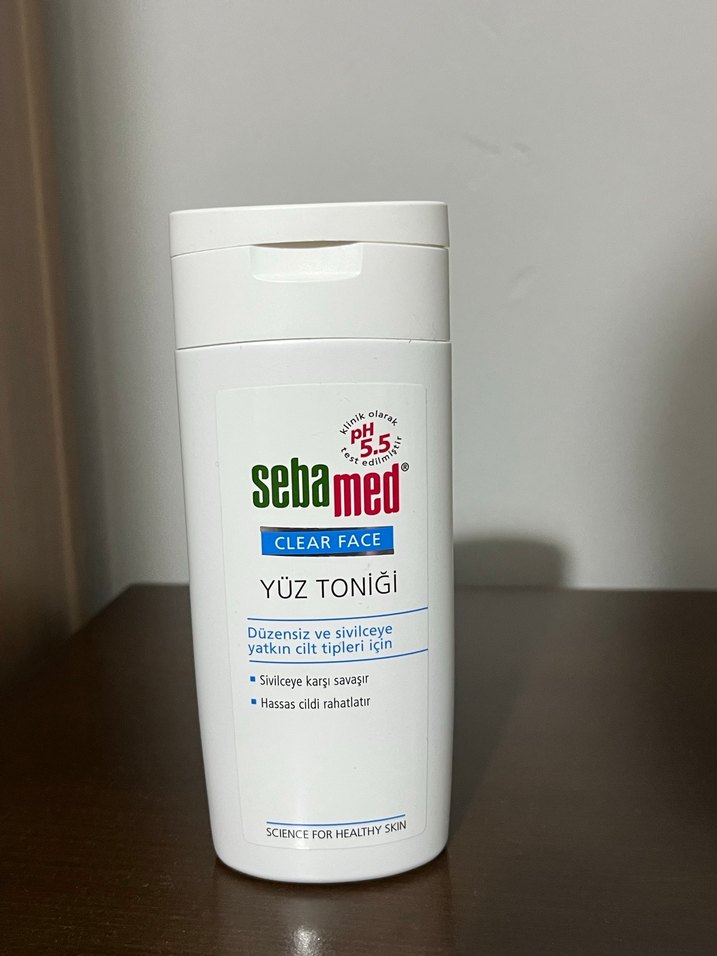 klinik olarak
pH
5.5
test edilmiştir
sebamed®
CLEAR FACE
YÜZ TONİĞİ
Düzensiz ve sivilceye
yatkın cilt tipleri için
▪ Sivilceye karşı savaşır
▪ Hassas cildi rahatlatır
SCIENCE FOR HEALTHY SKIN